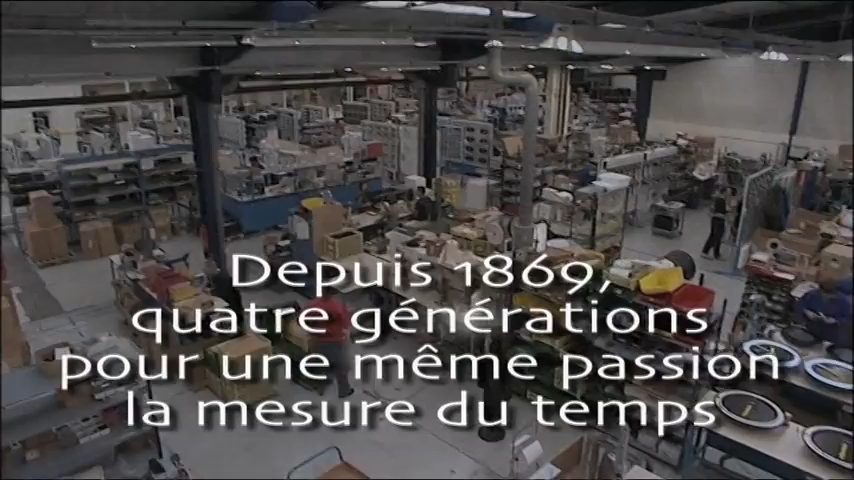 Depuis 1869,
quatre générations
pour une même passion
la mesure du temps